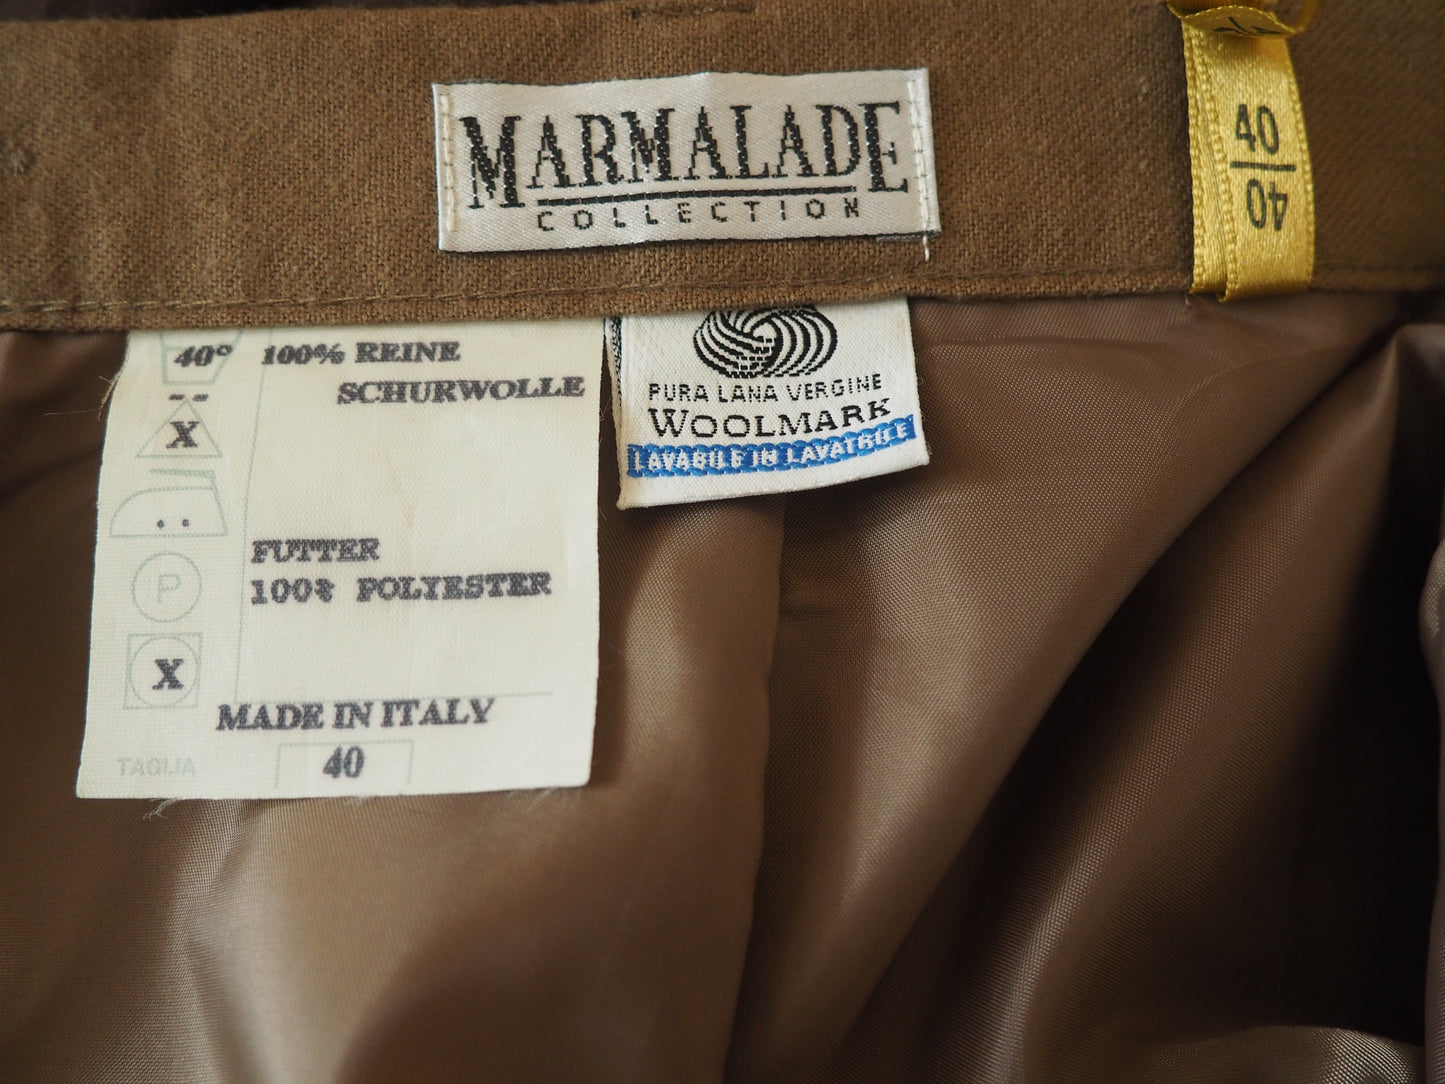 MARMALADE
COLLECTION
40
40
40° 100% REINE
SCHURWOLLE
X
P
X
FUTTER
100% POLYESTER
MADE IN ITALY
TAGLIA 40
PURA LANA VERGINE
WOOLMARK
LAVABILE IN LAVATRICE